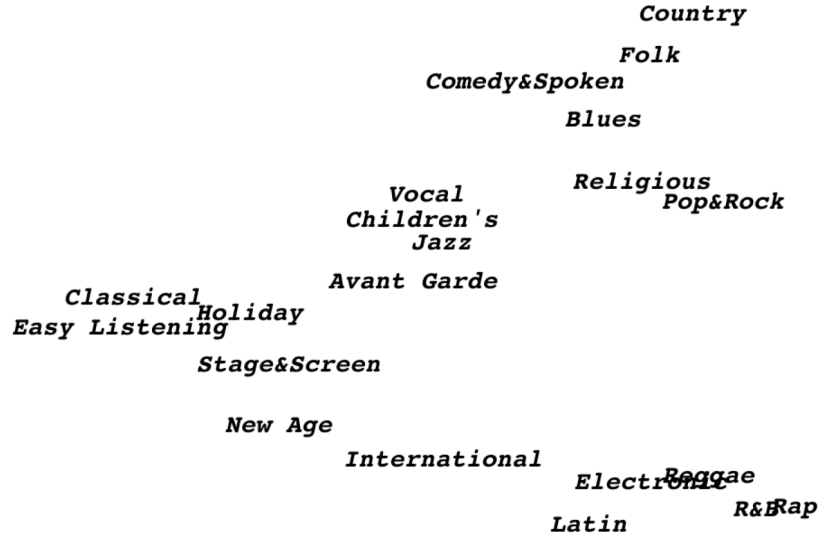 Country
Folk
Comedy&Spoken
Blues
Religious
Vocal
Pop&Rock
Children's
Jazz
Avant Garde
Classical
Holiday
Easy Listening
Stage&Screen
New Age
International
Reggae
Electronic
R&B
Rap
Latin